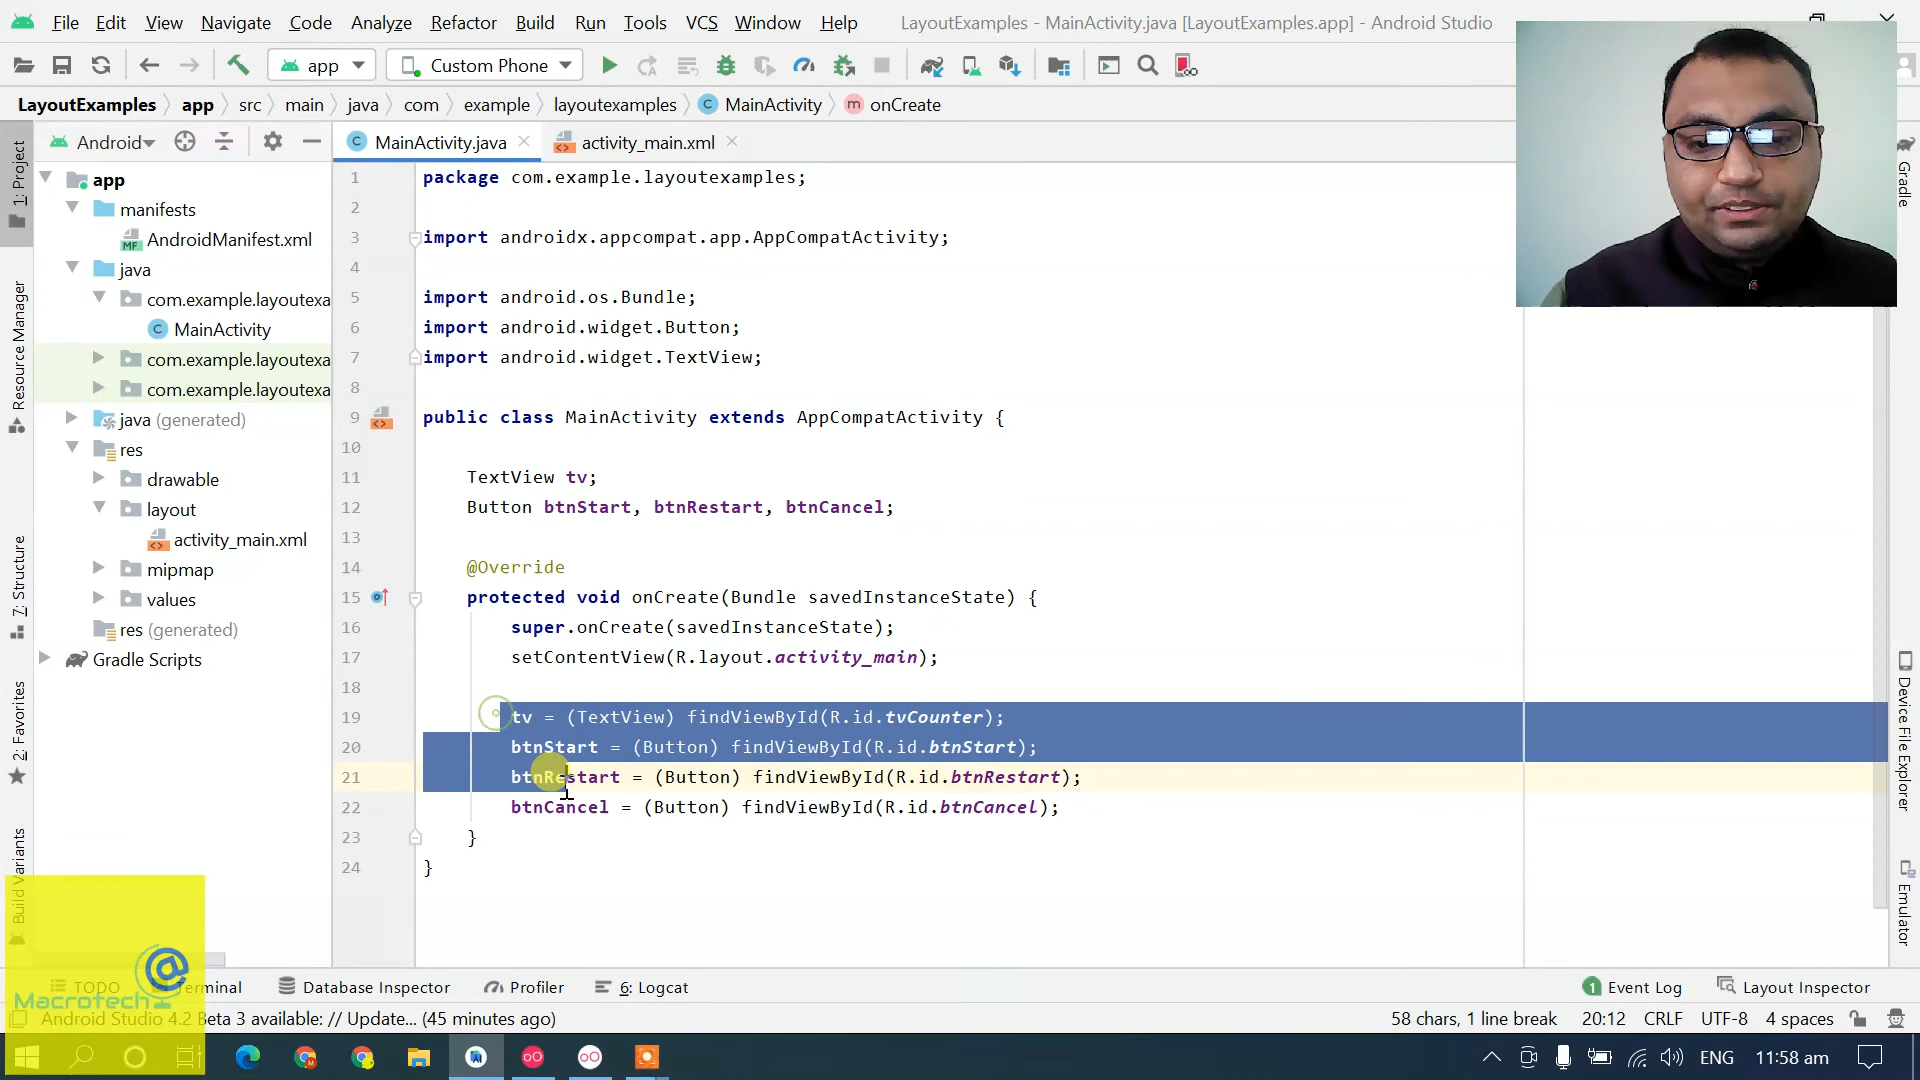 File Edit View Navigate Code Analyze Refactor Build Run Tools VCS Window Help LayoutExamples - MainActivity.java [LayoutExamples.app] - Android Studio
app Custom Phone
LayoutExamples app src main java com example layoutexamples MainActivity onCreate
Android MainActivity.java activity_main.xml
1: Project
Resource Manager
7: Structure
2: Favorites
Build Variants
app
manifests
AndroidManifest.xml
java
com.example.layoutexa
MainActivity
com.example.layoutexa
com.example.layoutexa
java (generated)
res
drawable
layout
activity_main.xml
mipmap
values
res (generated)
Gradle Scripts
1 package com.example.layoutexamples;
2
3 import androidx.appcompat.app.AppCompatActivity;
4
5 import android.os.Bundle;
6 import android.widget.Button;
7 import android.widget.TextView;
8
9 public class MainActivity extends AppCompatActivity {
10
11 TextView tv;
12 Button btnStart, btnRestart, btnCancel;
13
14 @Override
15 protected void onCreate(Bundle savedInstanceState) {
16 super.onCreate(savedInstanceState);
17 setContentView(R.layout.activity_main);
18
19 tv = (TextView) findViewById(R.id.tvCounter);
20 btnStart = (Button) findViewById(R.id.btnStart);
21 btnRestart = (Button) findViewById(R.id.btnRestart);
22 btnCancel = (Button) findViewById(R.id.btnCancel);
23 }
24 }
Gradle
Device File Explorer
Emulator
TODO Terminal Database Inspector Profiler 6: Logcat 1 Event Log Layout Inspector
Macrotech
Android Studio 4.2 Beta 3 available: // Update... (45 minutes ago) 58 chars, 1 line break 20:12 CRLF UTF-8 4 spaces
ENG 11:58 am